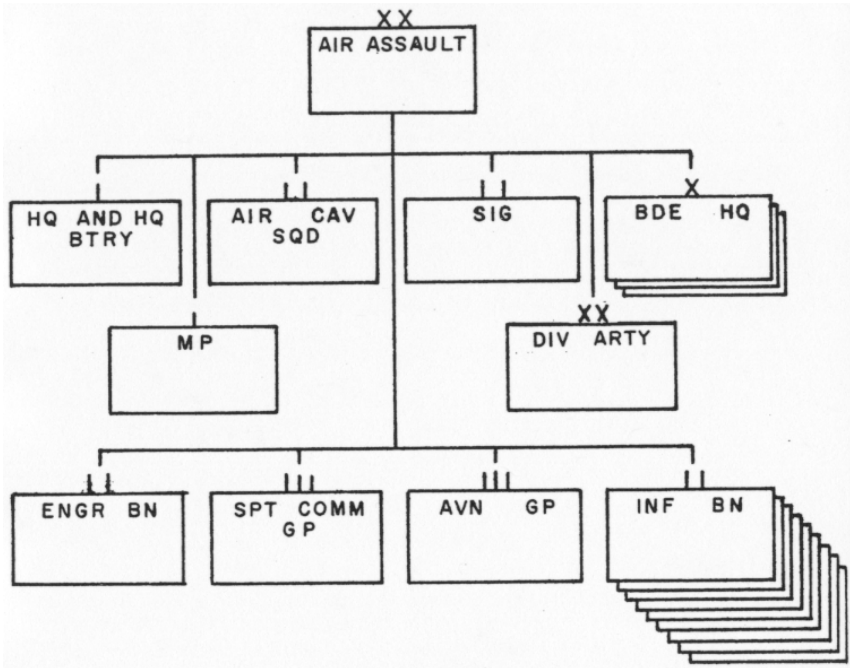 XX
AIR ASSAULT
HQ AND HQ
BTRY
AIR CAV
SQD
SIG
X
BDE HQ
MP
XX
DIV ARTY
ENGR BN
SPT COMM
GP
AVN GP
INF BN